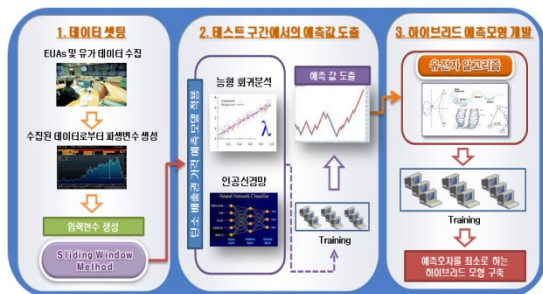 1. 데이터 셋팅
EUAs 및 유가 데이터 수집
수집된 데이터로부터 파생변수 생성
입력변수 생성
Sliding Window
Method
2. 테스트 구간에서의 예측값 도출
탄소 배출권 가격 예측 모델 적용
능형 회귀분석
λ
인공신경망
Neural Network Classifier
예측 값 도출
Training
3. 하이브리드 예측모형 개발
유전자 알고리즘
Training
예측오차를 최소로 하는
하이브리드 모형 구축